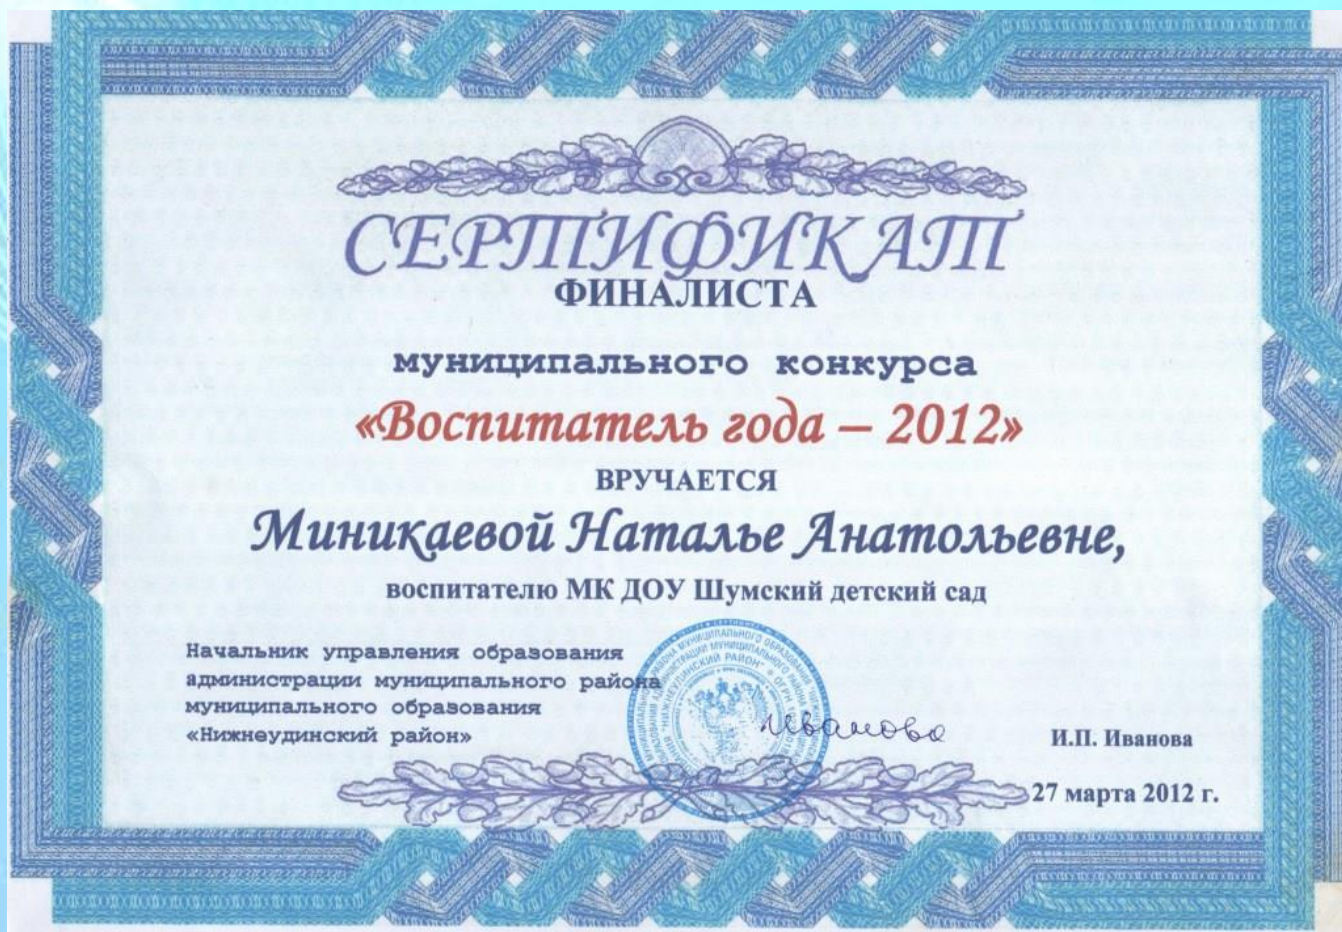 СЕРТИФИКАТ
ФИНАЛИСТА
муниципального конкурса
«Воспитатель года – 2012»
ВРУЧАЕТСЯ
Миникаевой Наталье Анатольевне,
воспитателю МК ДОУ Шумский детский сад
Начальник управления образования
администрации муниципального района
муниципального образования
«Нижнеудинский район»
Иванова
И.П. Иванова
27 марта 2012 г.